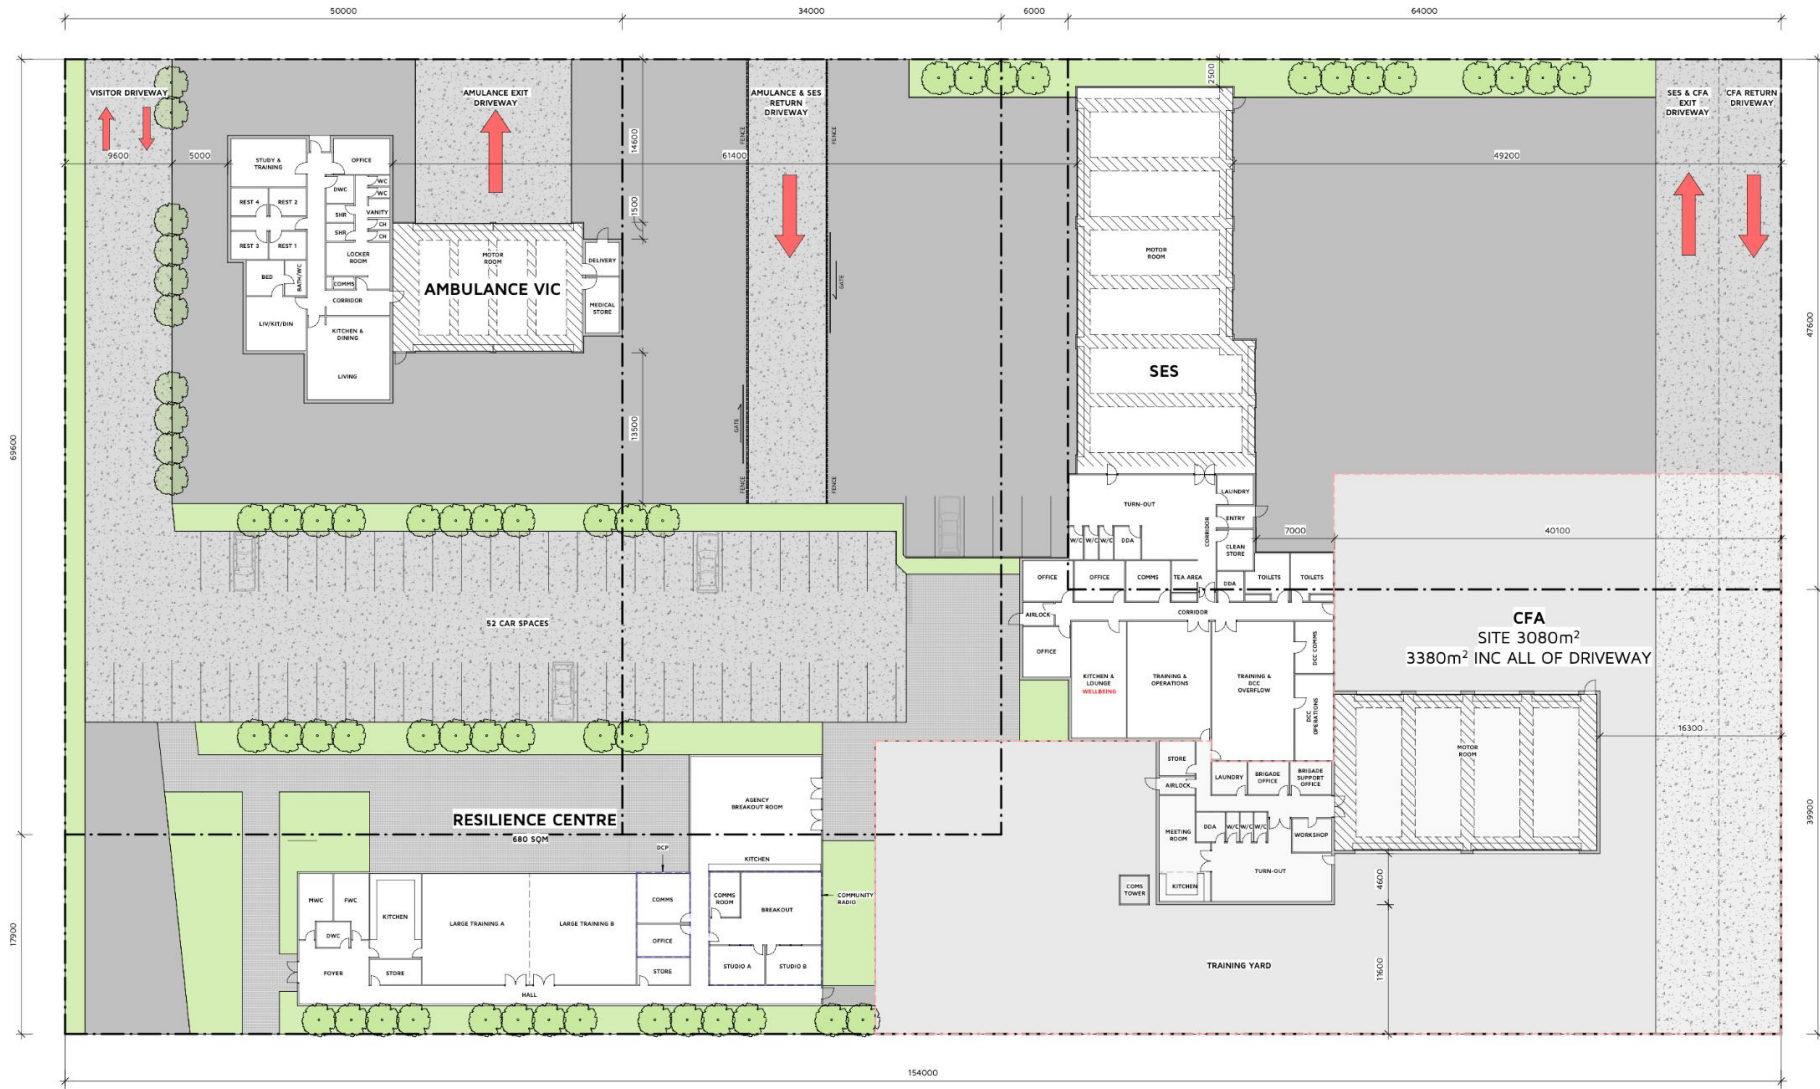 50000
34000
6000
64000
VISITOR DRIVEWAY
AMULANCE EXIT
DRIVEWAY
AMULANCE & SES
RETURN
DRIVEWAY
2500
SES & CFA
EXIT
DRIVEWAY
CFA RETURN
DRIVEWAY
FENCE
FENCE
14600
9600
5000
61400
49200
STUDY &
TRAINING
OFFICE
WC
WC
DWC
REST 4
REST 2
VANITY
SHR
CH
SHR
CH
REST 3
REST 1
LOCKER
ROOM
BED
BATH/WC
COMMS
CORRIDOR
LIV/KIT/DIN
KITCHEN &
DINING
LIVING
MOTOR
ROOM
AMBULANCE VIC
DELIVERY
MEDICAL
STORE
1500
13500
GATE
GATE
FENCE
FENCE
MOTOR
ROOM
SES
47600
69600
TURN-OUT
LAUNDRY
ENTRY
CORRIDOR
CLEAN
STORE
W/C
W/C
W/C
DDA
7000
40100
OFFICE
OFFICE
COMMS
TEA AREA
DDA
TOILETS
TOILETS
AIRLOCK
CORRIDOR
OFFICE
52 CAR SPACES
KITCHEN &
LOUNGE
WELLBEING
TRAINING &
OPERATIONS
TRAINING &
DCC
OVERFLOW
DCC COMMS
DCC
OPERATIONS
CFA
SITE 3080m²
3380m² INC ALL OF DRIVEWAY
MOTOR
ROOM
16300
STORE
AIRLOCK
LAUNDRY
BRIGADE
OFFICE
BRIGADE
SUPPORT
OFFICE
MEETING
ROOM
DDA
W/C
W/C
W/C
WORKSHOP
KITCHEN
TURN-OUT
COMS
TOWER
4600
39900
AGENCY
BREAKOUT ROOM
RESILIENCE CENTRE
680 SQM
DCP
KITCHEN
MWC
FWC
KITCHEN
DWC
LARGE TRAINING A
LARGE TRAINING B
COMMS
OFFICE
STORE
COMMS
ROOM
BREAKOUT
COMMUNITY
RADIO
STUDIO A
STUDIO B
FOYER
STORE
HALL
17900
TRAINING YARD
11600
154000